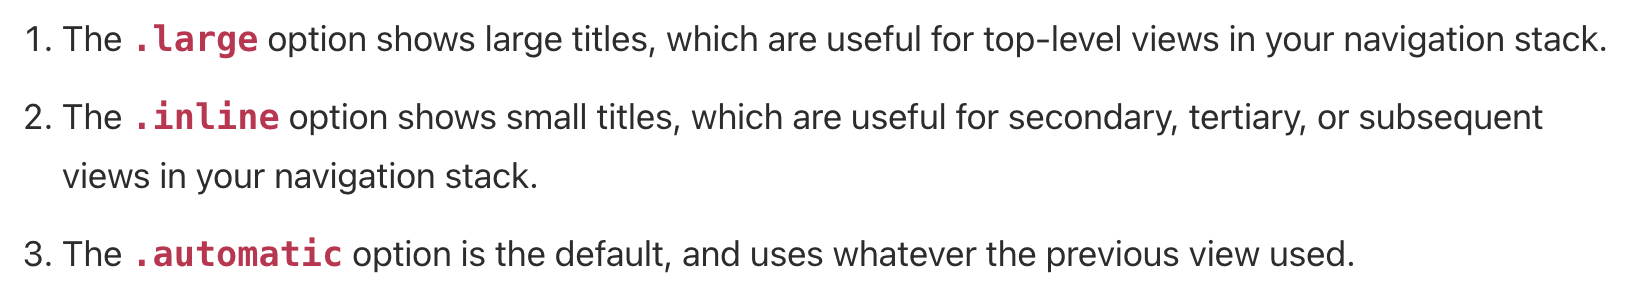 1. The .large option shows large titles, which are useful for top-level views in your navigation stack.
2. The .inline option shows small titles, which are useful for secondary, tertiary, or subsequent
views in your navigation stack.
3. The .automatic option is the default, and uses whatever the previous view used.